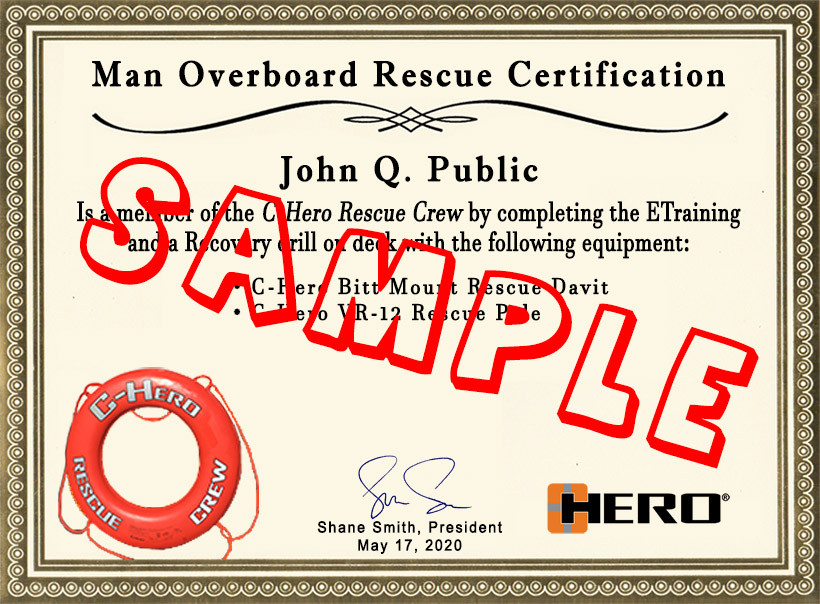 Man Overboard Rescue Certification
John Q. Public
Is a member of the C-Hero Rescue Crew by completing the ETraining
and a Recovery drill on deck with the following equipment:
• C-Hero Bitt Mount Rescue Davit
• C-Hero VR-12 Rescue Pole
SAMPLE
C-HERO
RESCUE
CREW
Shane Smith, President
May 17, 2020
CHERO®